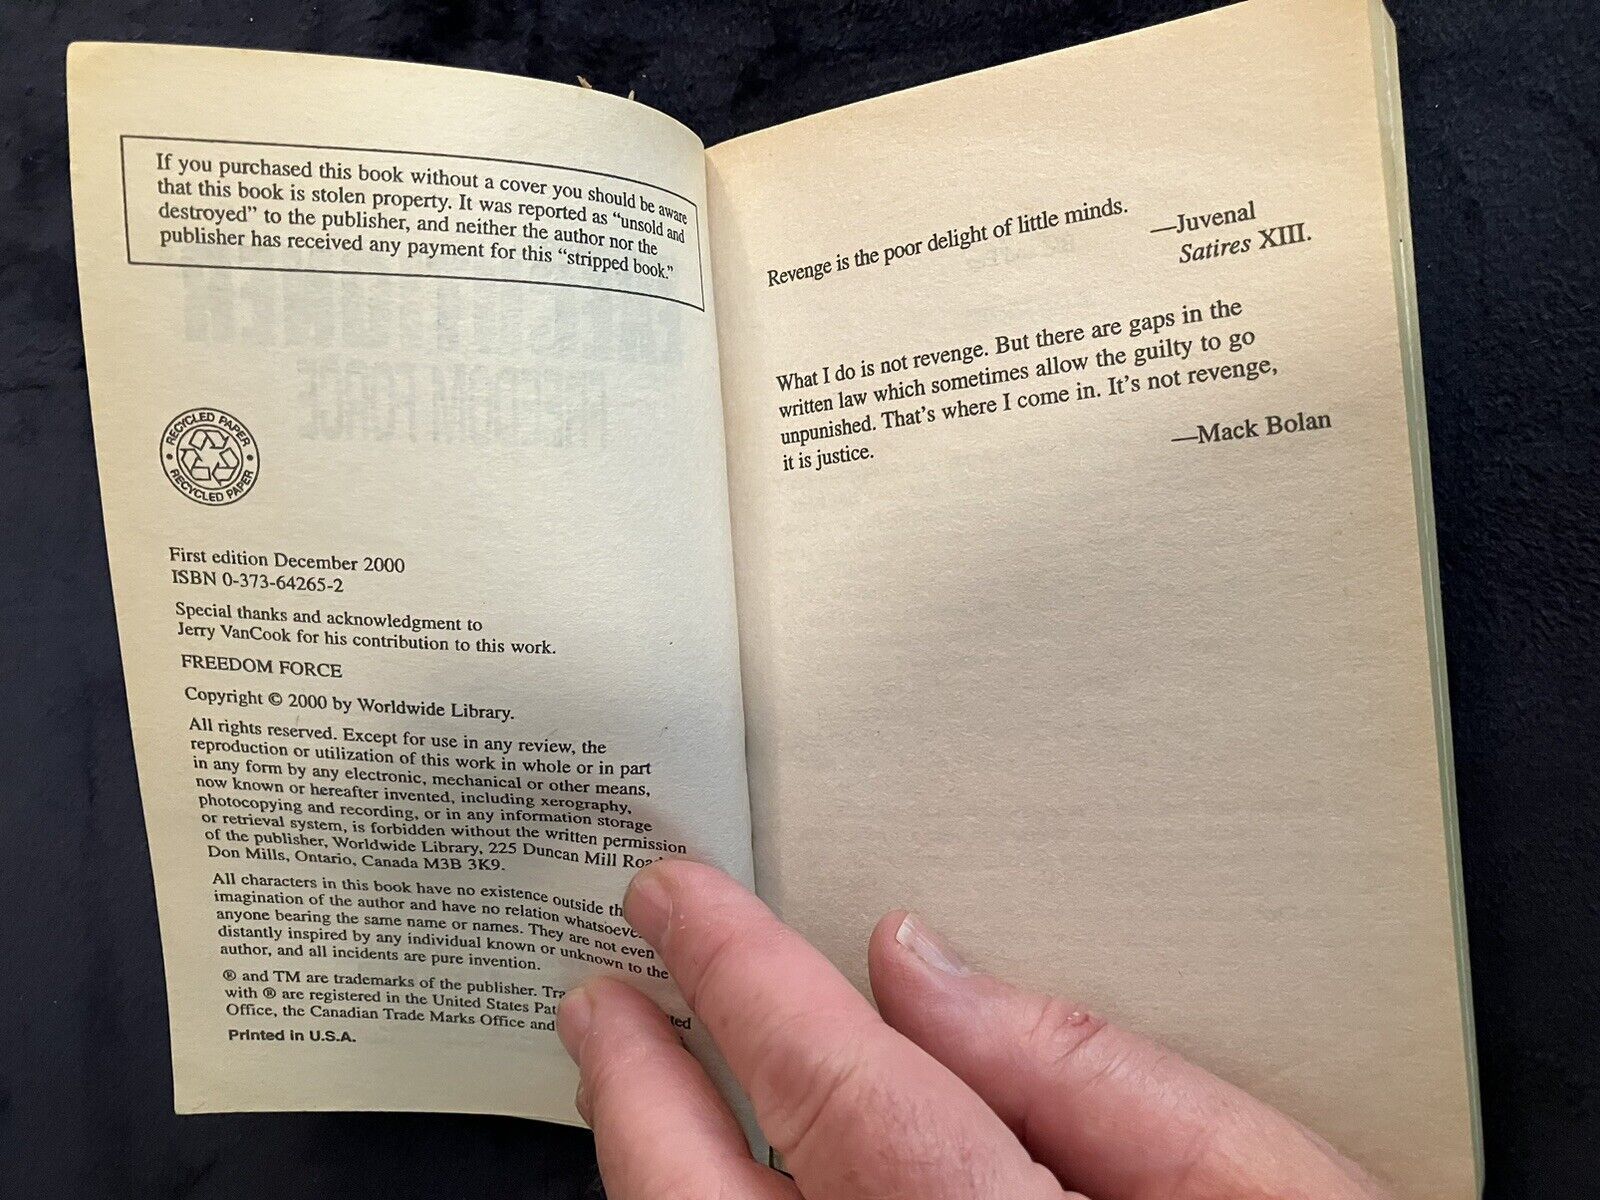 If you purchased this book without a cover you should be aware
that this book is stolen property. It was reported as "unsold and
destroyed" to the publisher, and neither the author nor the
publisher has received any payment for this "stripped book."
RECYCLED PAPER
RECYCLED PAPER
First edition December 2000
ISBN 0-373-64265-2
Special thanks and acknowledgment to
Jerry VanCook for his contribution to this work.
FREEDOM FORCE
Copyright © 2000 by Worldwide Library.
All rights reserved. Except for use in any review, the
reproduction or utilization of this work in whole or in part
in any form by any electronic, mechanical or other means,
now known or hereafter invented, including xerography,
photocopying and recording, or in any information storage
or retrieval system, is forbidden without the written permission
of the publisher, Worldwide Library, 225 Duncan Mill
Don Mills, Ontario, Canada M3B 3K9.
All characters in this book have no existence outside
imagination of the author and have no relation
anyone bearing the same name or names. They are not even
distantly inspired by any individual known or unknown to the
author, and all incidents are pure invention.
® and TM are trademarks of the publisher.
with ® are registered in the United States
Office, the Canadian Trade Marks Office and
Printed in U.S.A.
Revenge is the poor delight of little minds.
—Juvenal
Satires XIII.
What I do is not revenge. But there are gaps in the
written law which sometimes allow the guilty to go
unpunished. That's where I come in. It's not revenge,
it is justice.
—Mack Bolan